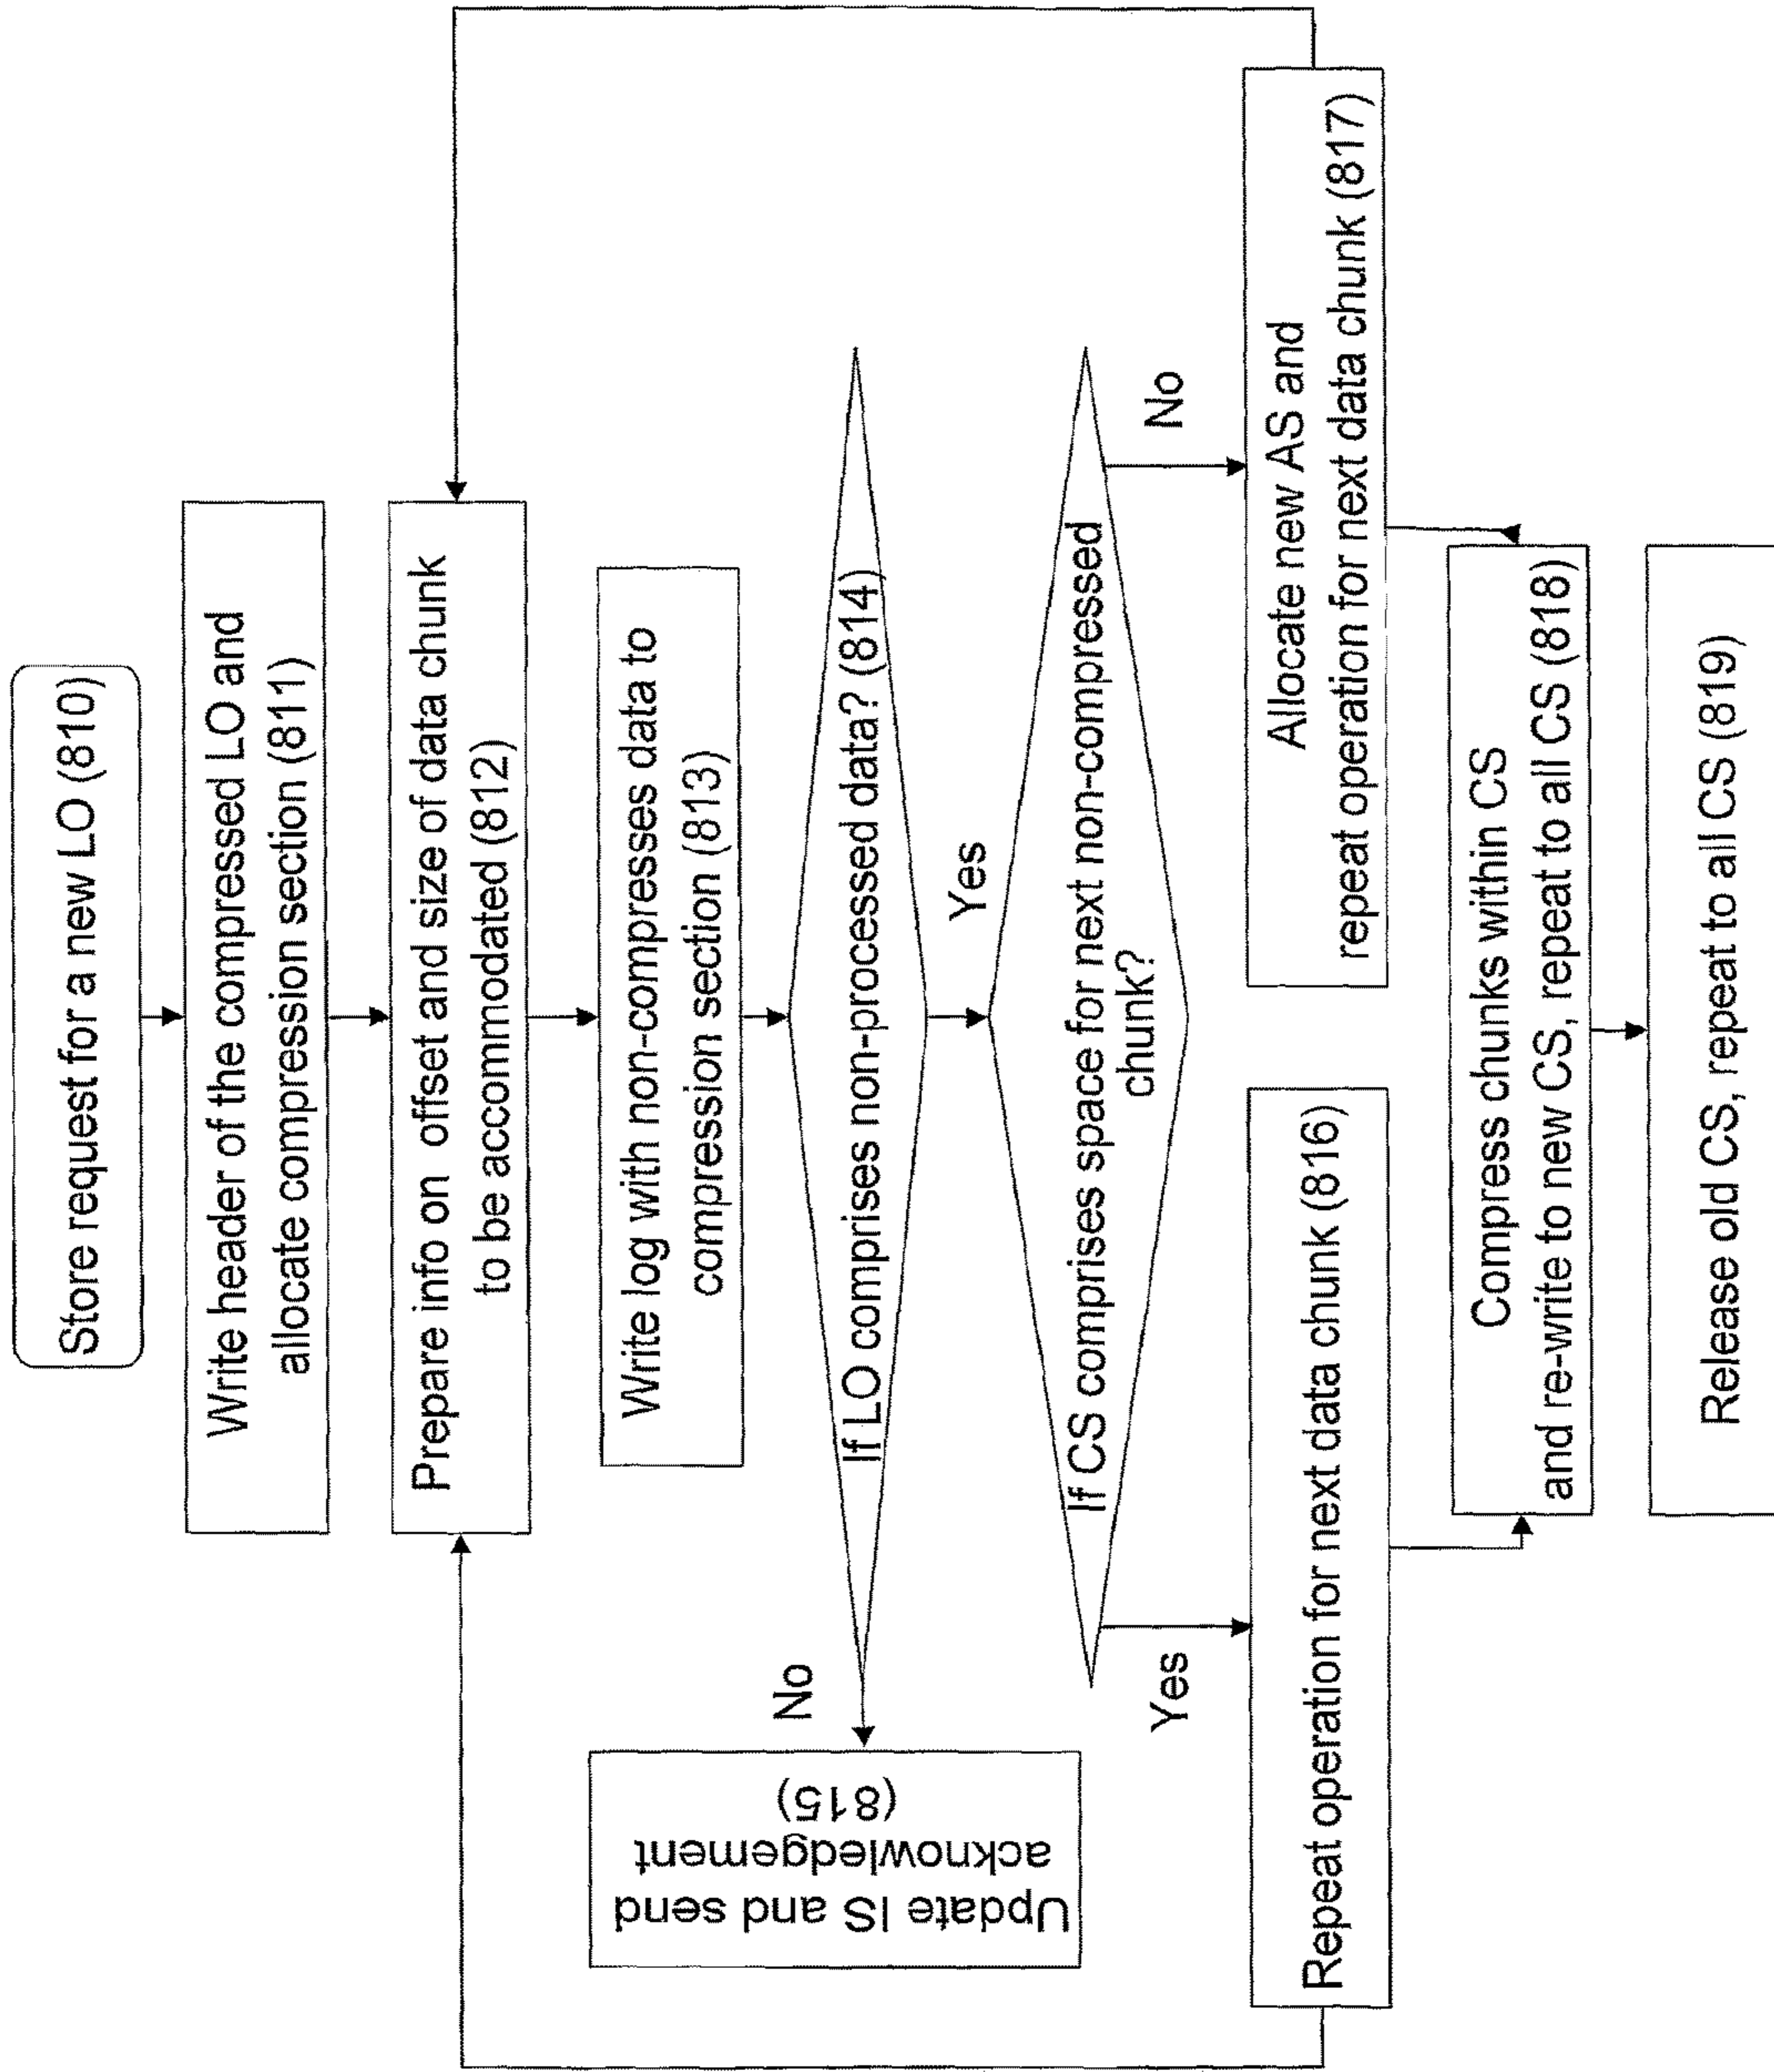 Store request for a new LO (810)
Write header of the compressed LO and
allocate compression section (811)
Prepare info on offset and size of data chunk
to be accommodated (812)
Write log with non-compresses data to
compression section (813)
If LO comprises non-processed data? (814)
No
Update IS and send
acknowledgement
(815)
Yes
If CS comprises space for next non-compressed
chunk?
Yes
No
Repeat operation for next data chunk (816)
Allocate new AS and
repeat operation for next data chunk (817)
Compress chunks within CS
and re-write to new CS, repeat to all CS (818)
Release old CS, repeat to all CS (819)